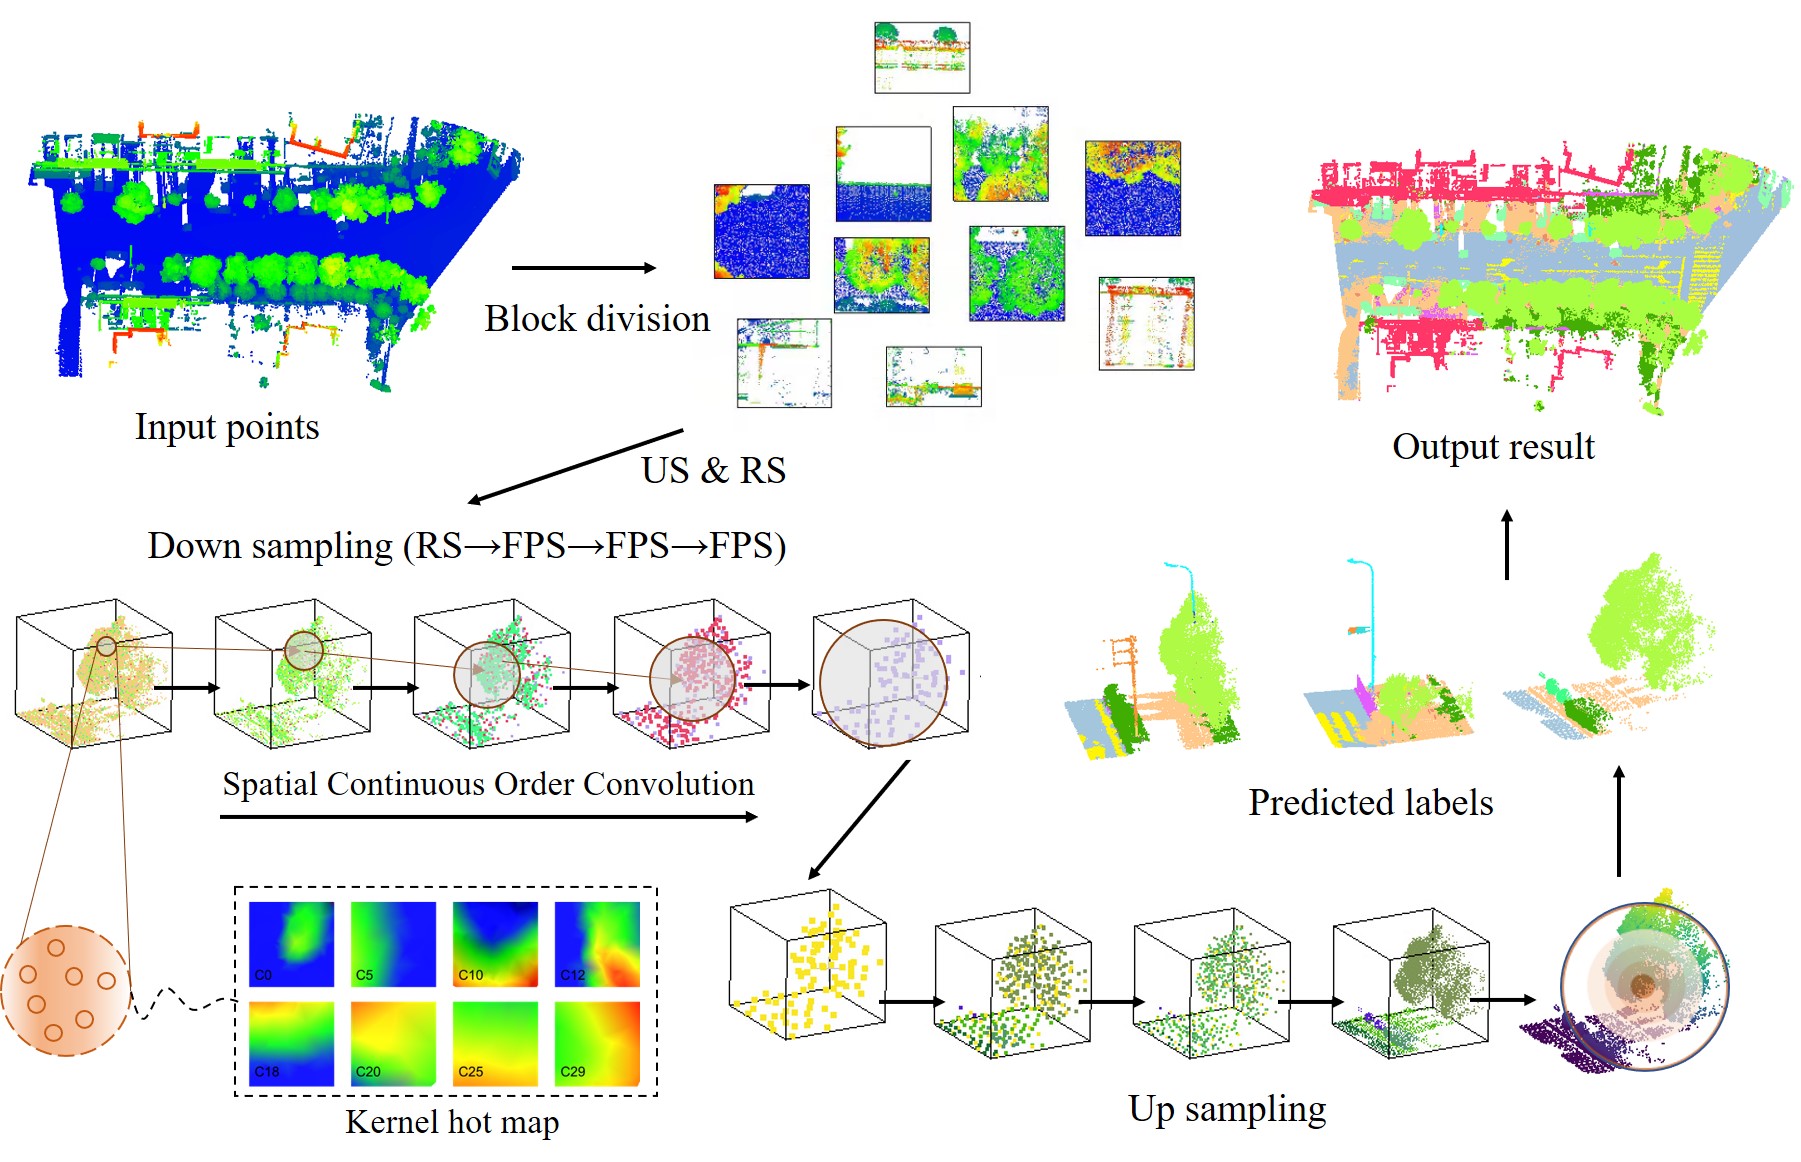 Input points
Block division
US & RS
Output result
Down sampling (RS→FPS→FPS→FPS)
Spatial Continuous Order Convolution
Predicted labels
C0
C5
C10
C12
C18
C20
C25
C29
Kernel hot map
Up sampling